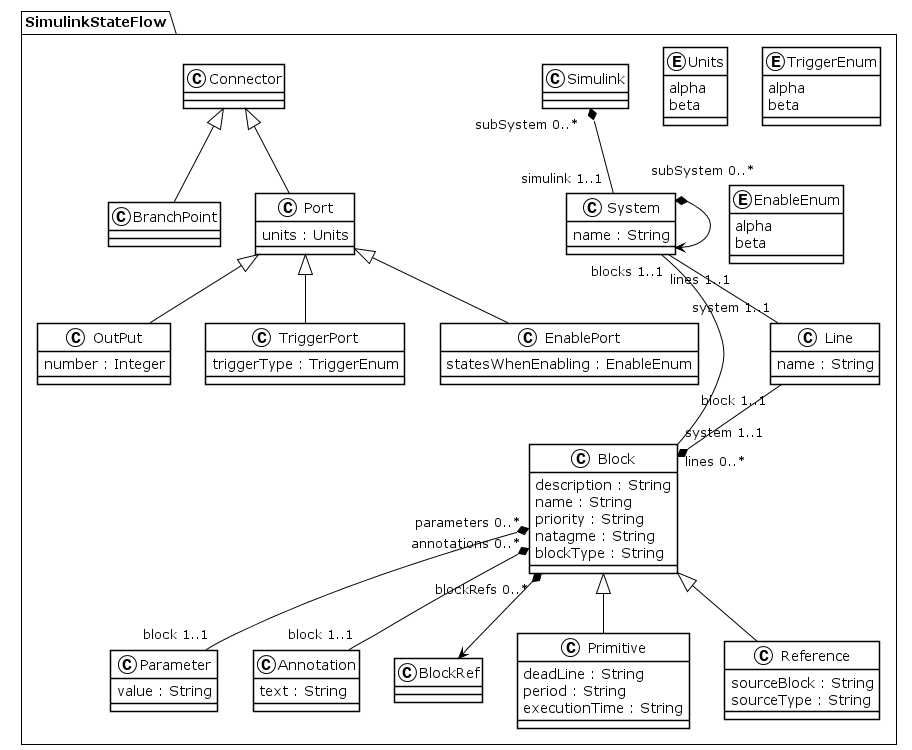 SimulinkStateFlow
C Connector
C Simulink
E Units
alpha
beta
E TriggerEnum
alpha
beta
subSystem 0..*
simulink 1..1
subSystem 0..*
C BranchPoint
C Port
units : Units
C System
name : String
E EnableEnum
alpha
beta
blocks 1..1
lines 1..1
system 1..1
C OutPut
number : Integer
C TriggerPort
triggerType : TriggerEnum
C EnablePort
statesWhenEnabling : EnableEnum
C Line
name : String
block 1..1
system 1..1
lines 0..*
C Block
description : String
name : String
priority : String
natagme : String
blockType : String
parameters 0..*
annotations 0..*
blockRefs 0..*
block 1..1
block 1..1
C Parameter
value : String
C Annotation
text : String
C BlockRef
C Primitive
deadLine : String
period : String
executionTime : String
C Reference
sourceBlock : String
sourceType : String